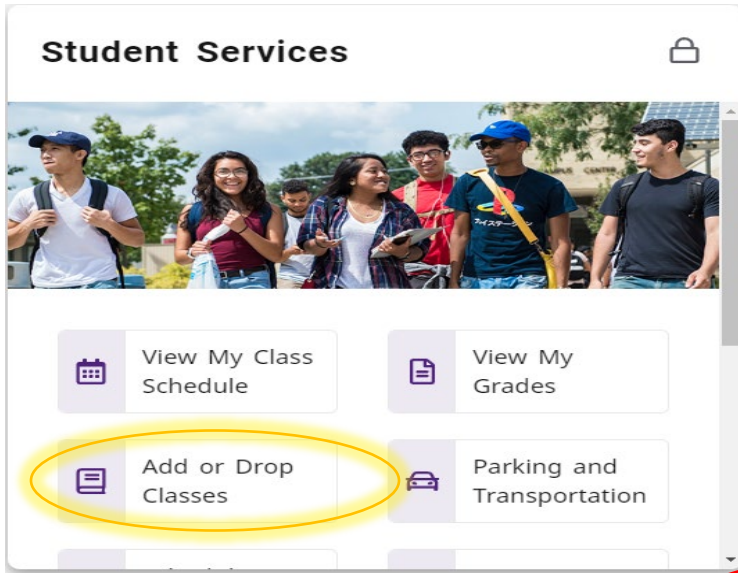 Student Services
View My Class
Schedule
View My
Grades
Add or Drop
Classes
Parking and
Transportation